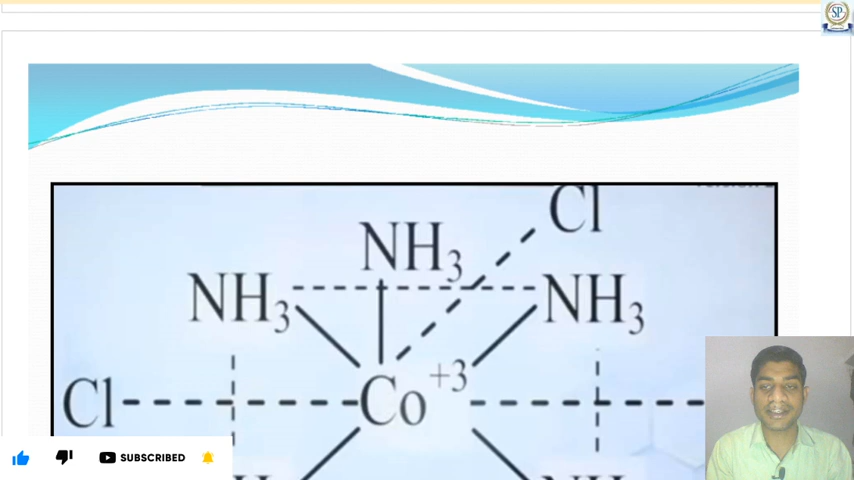 SP
Cl
NH₃
NH₃ NH₃
Cl Co⁺³
SUBSCRIBED